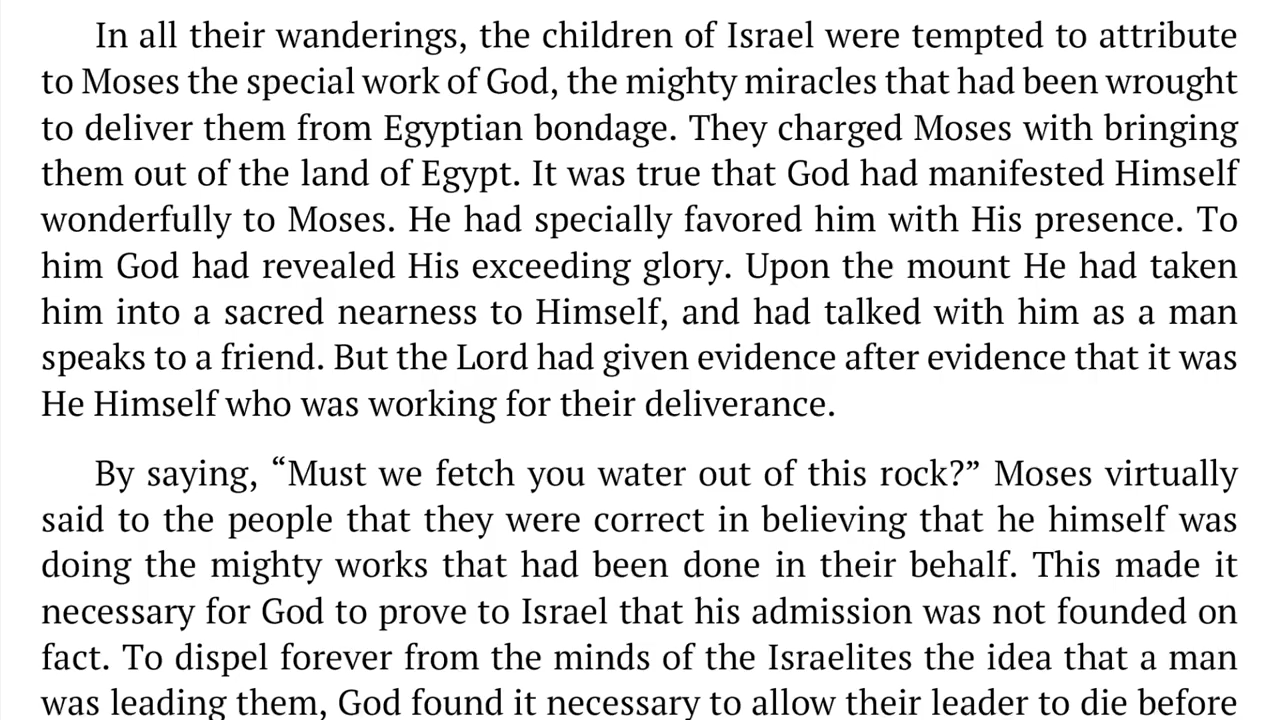 In all their wanderings, the children of Israel were tempted to attribute
to Moses the special work of God, the mighty miracles that had been wrought
to deliver them from Egyptian bondage. They charged Moses with bringing
them out of the land of Egypt. It was true that God had manifested Himself
wonderfully to Moses. He had specially favored him with His presence. To
him God had revealed His exceeding glory. Upon the mount He had taken
him into a sacred nearness to Himself, and had talked with him as a man
speaks to a friend. But the Lord had given evidence after evidence that it was
He Himself who was working for their deliverance.
By saying, “Must we fetch you water out of this rock?” Moses virtually
said to the people that they were correct in believing that he himself was
doing the mighty works that had been done in their behalf. This made it
necessary for God to prove to Israel that his admission was not founded on
fact. To dispel forever from the minds of the Israelites the idea that a man
was leading them, God found it necessary to allow their leader to die before